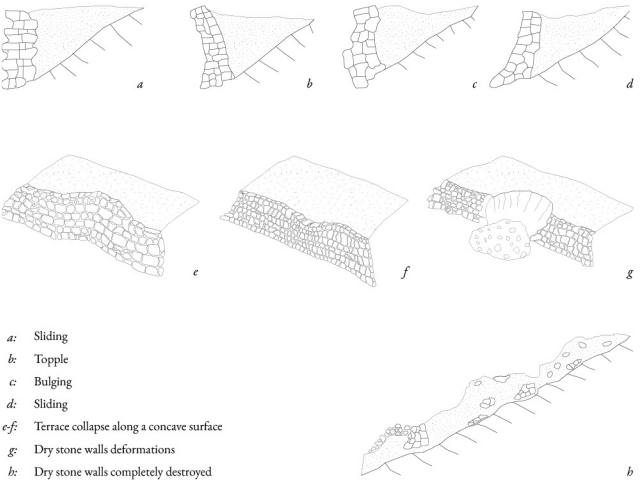 a
b
c
d
e
f
g
a: Sliding
b: Topple
c: Bulging
d: Sliding
e-f: Terrace collapse along a concave surface
g: Dry stone walls deformations
h: Dry stone walls completely destroyed
h